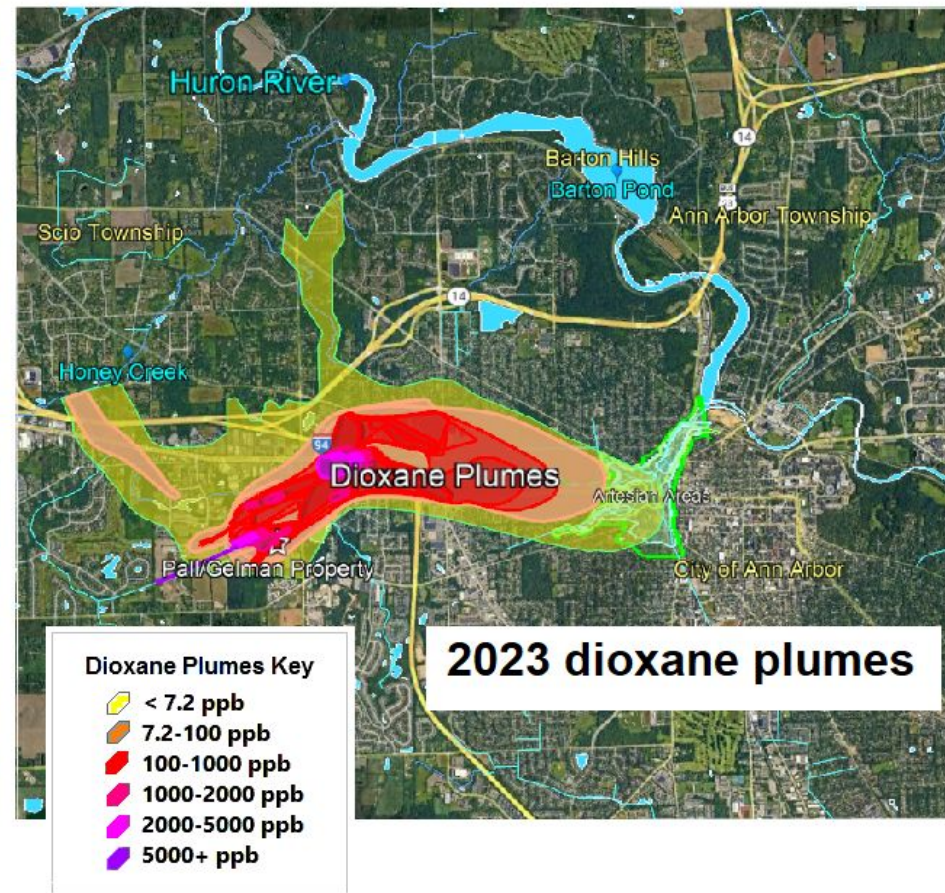 Huron River
14
Barton Hills
Barton Pond
Ann Arbor Township
Scio Township
14
Honey Creek
94
Dioxane Plumes
Artesian Areas
Pall/Gelman Property
City of Ann Arbor
2023 dioxane plumes
Dioxane Plumes Key
< 7.2 ppb
7.2-100 ppb
100-1000 ppb
1000-2000 ppb
2000-5000 ppb
5000+ ppb